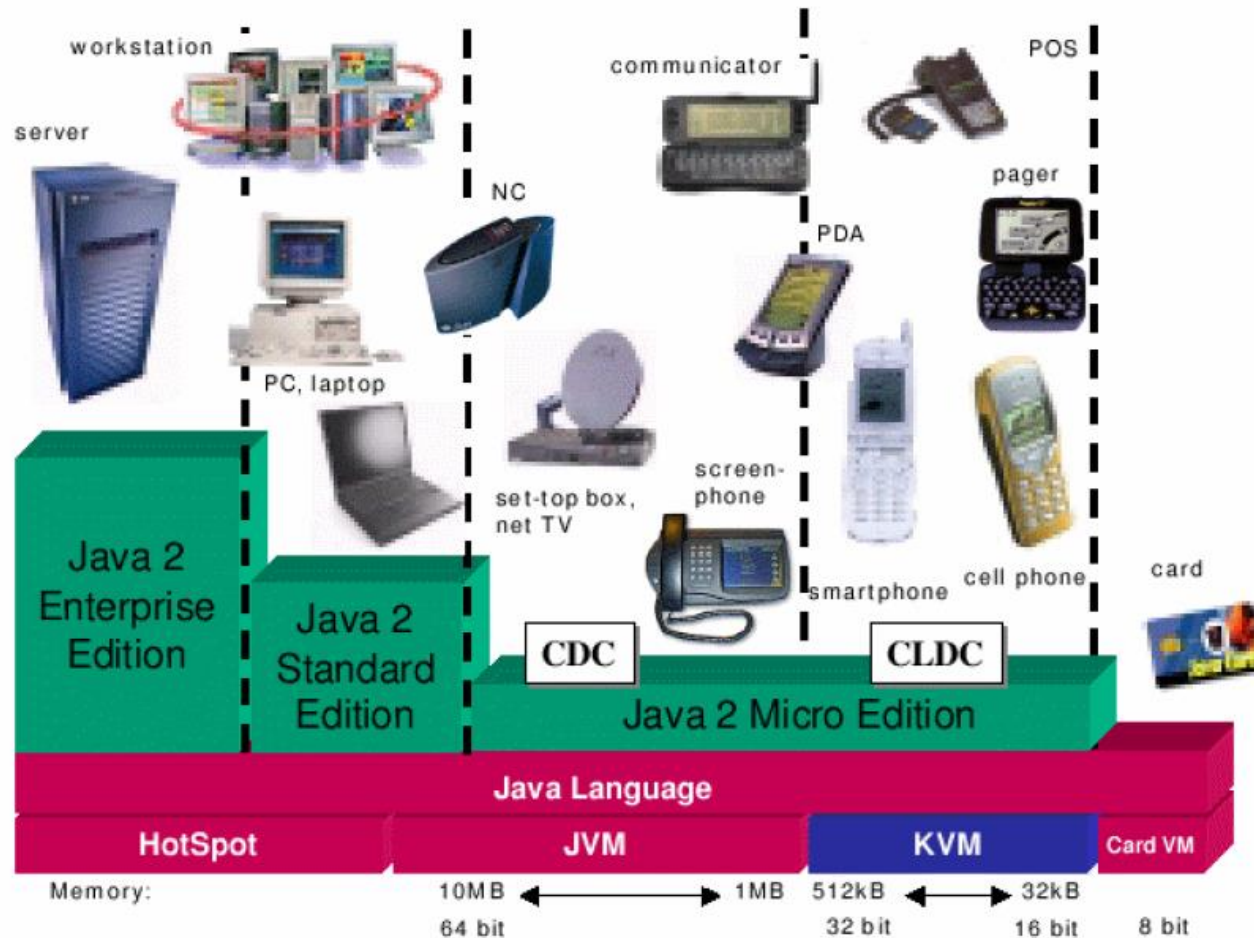 workstation
server
communicator
POS
NC
pager
PDA
PC, laptop
set-top box,
net TV
screen-
phone
smartphone
cell phone
card
Java 2
Enterprise
Edition
Java 2
Standard
Edition
CDC
CLDC
Java 2 Micro Edition
Java Language
HotSpot
JVM
KVM
Card VM
Memory:
10MB
1MB
512kB
32kB
64 bit
32 bit
16 bit
8 bit